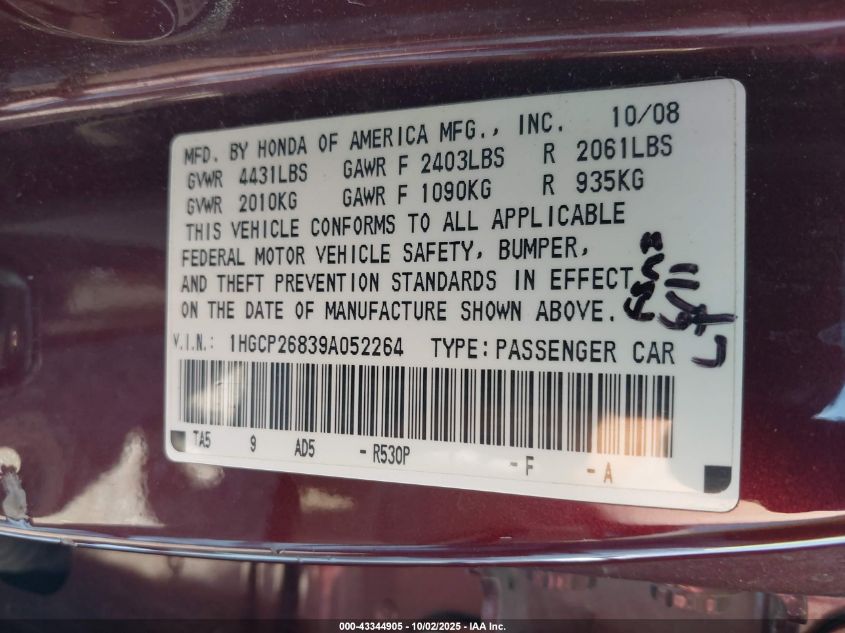 MFD. BY HONDA OF AMERICA MFG., INC. 10/08
GVWR 4431LBS GAWR F 2403LBS R 2061LBS
GVWR 2010KG GAWR F 1090KG R 935KG
THIS VEHICLE CONFORMS TO ALL APPLICABLE
FEDERAL MOTOR VEHICLE SAFETY, BUMPER,
AND THEFT PREVENTION STANDARDS IN EFFECT
ON THE DATE OF MANUFACTURE SHOWN ABOVE.
V.I.N.: 1HGCP26839A052264 TYPE: PASSENGER CAR
TA5 9 AD5 - R530P - F - A
000-43344905 - 10/02/2025 - IAA Inc.